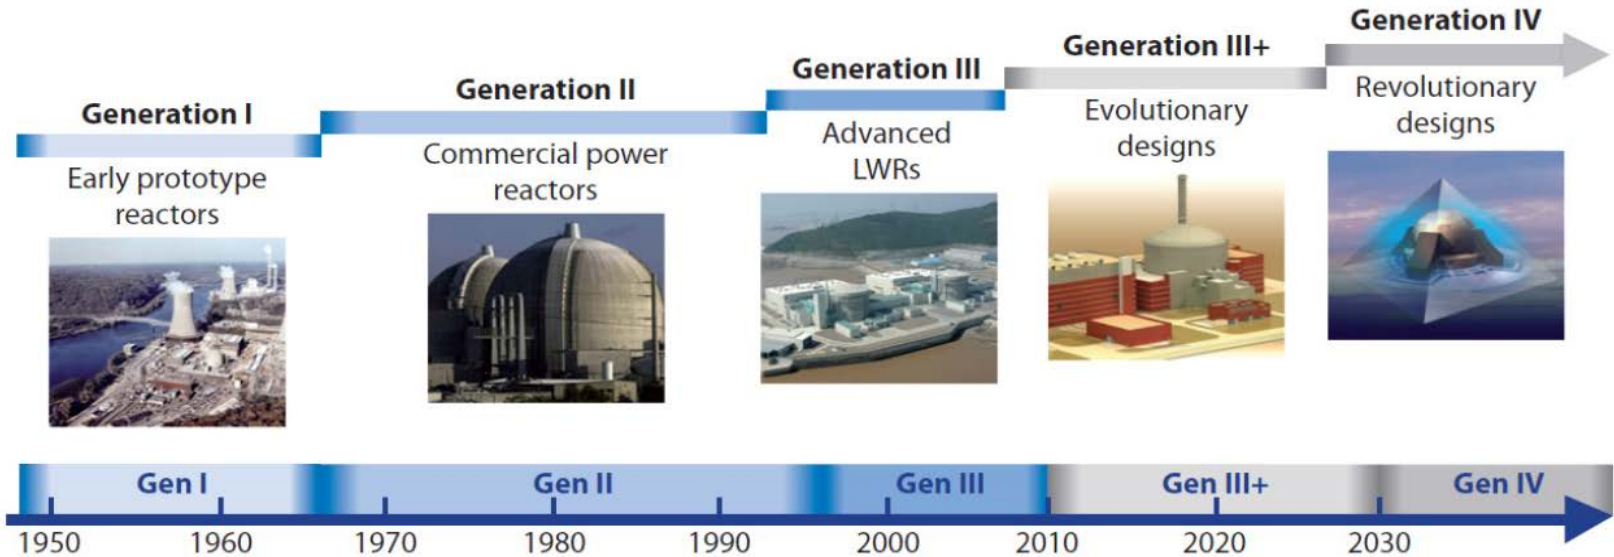 Generation I
Early prototype
reactors
Generation II
Commercial power
reactors
Generation III
Advanced
LWRs
Generation III+
Evolutionary
designs
Generation IV
Revolutionary
designs
Gen I
Gen II
Gen III
Gen III+
Gen IV
1950 1960 1970 1980 1990 2000 2010 2020 2030